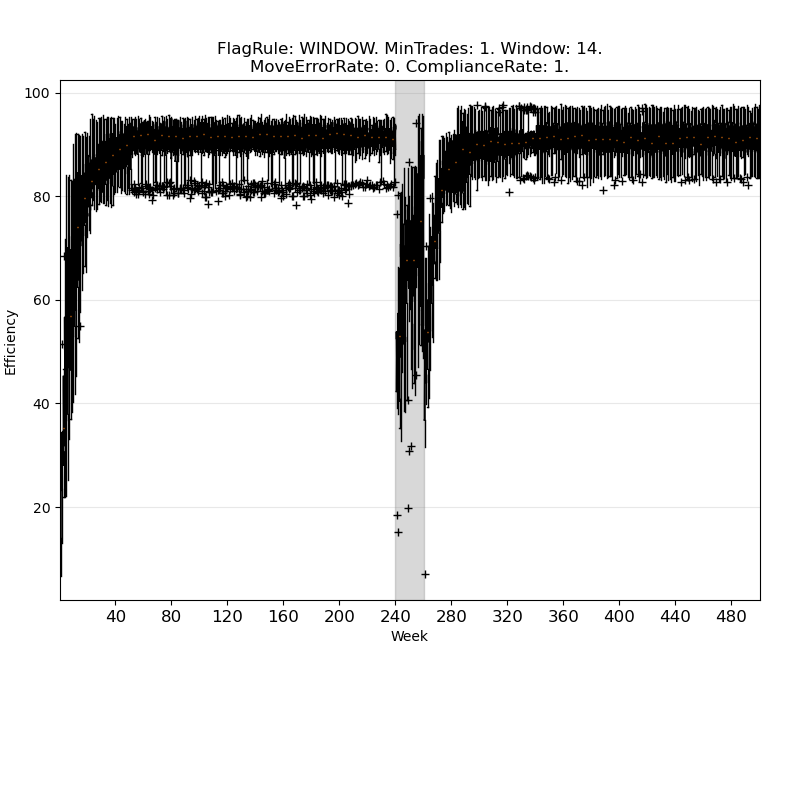 FlagRule: WINDOW. MinTrades: 1. Window: 14.
MoveErrorRate: 0. ComplianceRate: 1.
100
80
60
40
20
Efficiency
40 80 120 160 200 240 280 320 360 400 440 480
Week